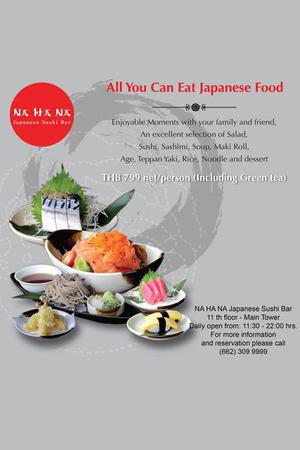 NA HA NA
Japanese Sushi Bar
All You Can Eat Japanese Food
Enjoyable Moments with your family and friend,
An excellent selection of Salad,
Sushi, Sashimi, Soup, Maki Roll,
Age, Teppan Yaki, Rice, Noodle and dessert
THB 799 net/person (Including Green tea)
NA HA NA Japanese Sushi Bar
11 th floor - Main Tower
Daily open from: 11:30 - 22:00 hrs.
For more information
and reservation please call
(662) 309 9999